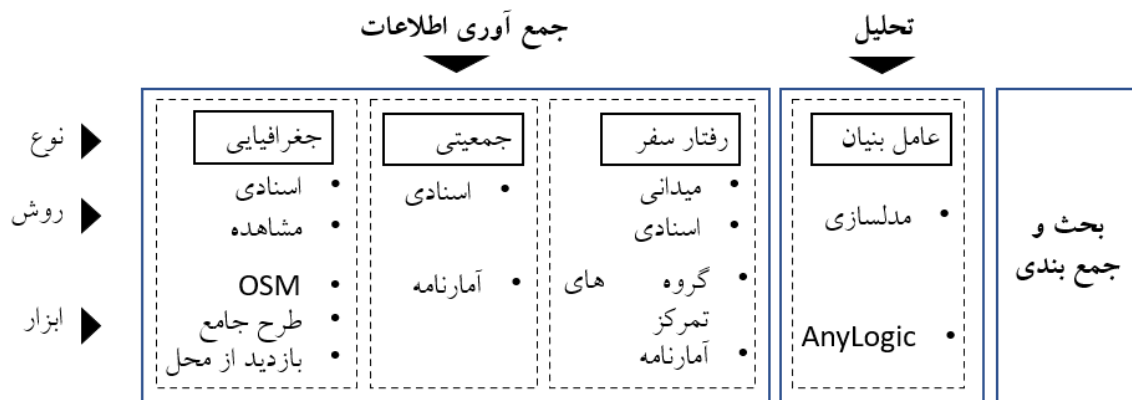 جمع آوری اطلاعات
تحلیل
نوع
روش
ابزار
جغرافیایی
اسنادی
مشاهده
OSM
طرح جامع
بازدید از محل
جمعیتی
اسنادی
آمارنامه
رفتار سفر
میدانی
اسنادی
گروه های
تمرکز
آمارنامه
عامل بنیان
مدلسازی
AnyLogic
بحث و
جمع بندی